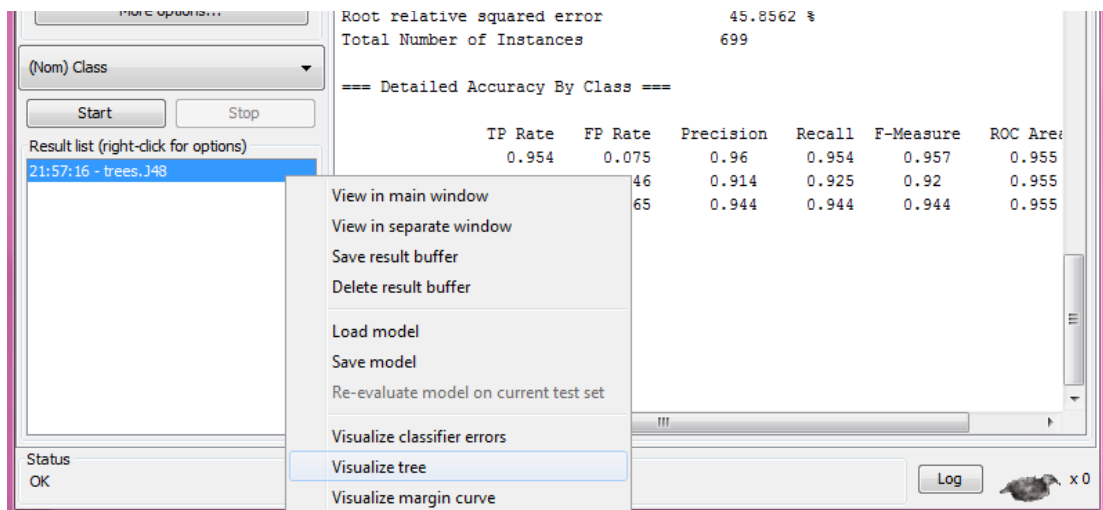 More options...
(Nom) Class
Start Stop
Result list (right-click for options)
21:57:16 - trees.J48
Root relative squared error 45.8562 %
Total Number of Instances 699
=== Detailed Accuracy By Class ===
TP Rate FP Rate Precision Recall F-Measure ROC Area
0.954 0.075 0.96 0.954 0.957 0.955
46 0.914 0.925 0.92 0.955
65 0.944 0.944 0.944 0.955
View in main window
View in separate window
Save result buffer
Delete result buffer
Load model
Save model
Re-evaluate model on current test set
Visualize classifier errors
Visualize tree
Visualize margin curve
Status
OK
Log
x 0